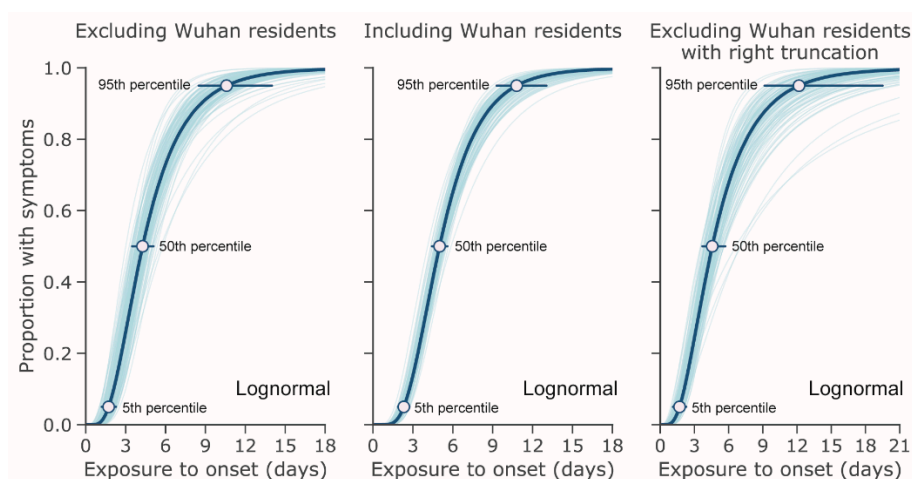 Excluding Wuhan residents
Including Wuhan residents
Excluding Wuhan residents
with right truncation
Proportion with symptoms
1.0
0.8
0.6
0.4
0.2
0.0
95th percentile
50th percentile
5th percentile
Lognormal
0 3 6 9 12 15 18
Exposure to onset (days)
95th percentile
50th percentile
5th percentile
Lognormal
0 3 6 9 12 15 18
Exposure to onset (days)
95th percentile
50th percentile
5th percentile
Lognormal
0 3 6 9 12 15 18 21
Exposure to onset (days)